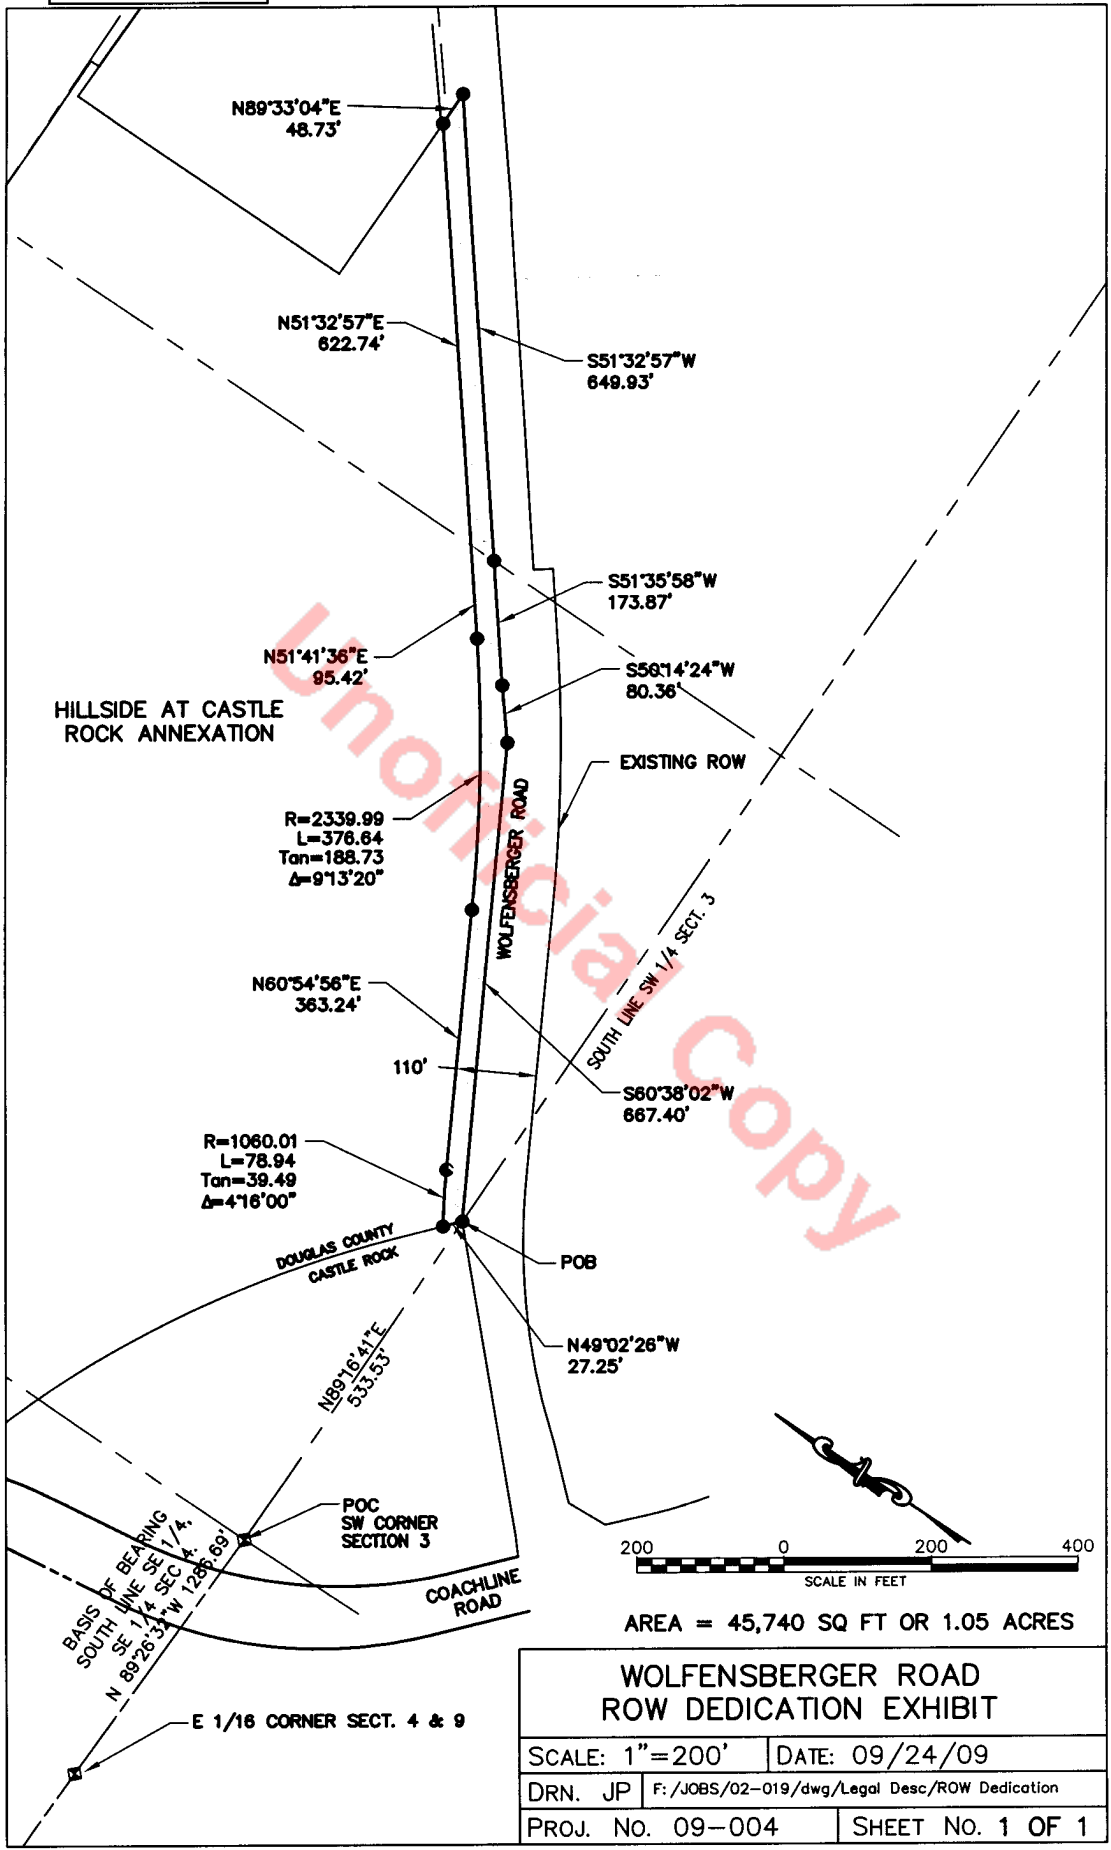 N89°33'04"E
48.73'
N51°32'57"E
622.74'
S51°32'57"W
649.93'
S51°35'58"W
173.87'
N51°41'36"E
95.42'
S50°14'24"W
80.36'
HILLSIDE AT CASTLE
ROCK ANNEXATION
EXISTING ROW
WOLFENSBERGER ROAD
R=2339.99
L=376.64
Tan=188.73
Δ=9°13'20"
SOUTH LINE SW 1/4 SECT. 3
N60°54'56"E
363.24'
110'
S60°38'02"W
667.40'
R=1060.01
L=78.94
Tan=39.49
Δ=4°16'00"
DOUGLAS COUNTY
CASTLE ROCK
POB
N49°02'26"W
27.25'
N89°16'41"E
533.53'
POC
SW CORNER
SECTION 3
BASIS OF BEARING
SOUTH LINE SE 1/4,
SE 1/4 SEC 4.
N 89°26'32"W 1286.69'
COACHLINE
ROAD
E 1/16 CORNER SECT. 4 & 9
200 0 200 400
SCALE IN FEET
AREA = 45,740 SQ FT OR 1.05 ACRES
WOLFENSBERGER ROAD
ROW DEDICATION EXHIBIT
SCALE: 1"=200' DATE: 09/24/09
DRN. JP F:/JOBS/02-019/dwg/Legal Desc/ROW Dedication
PROJ. No. 09-004 SHEET No. 1 OF 1
Unofficial Copy